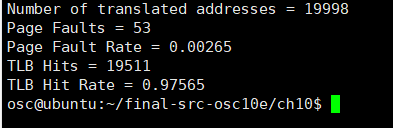 Number of translated addresses = 19998
Page Faults = 53
Page Fault Rate = 0.00265
TLB Hits = 19511
TLB Hit Rate = 0.97565
osc@ubuntu:~/final-src-osc10e/ch10$